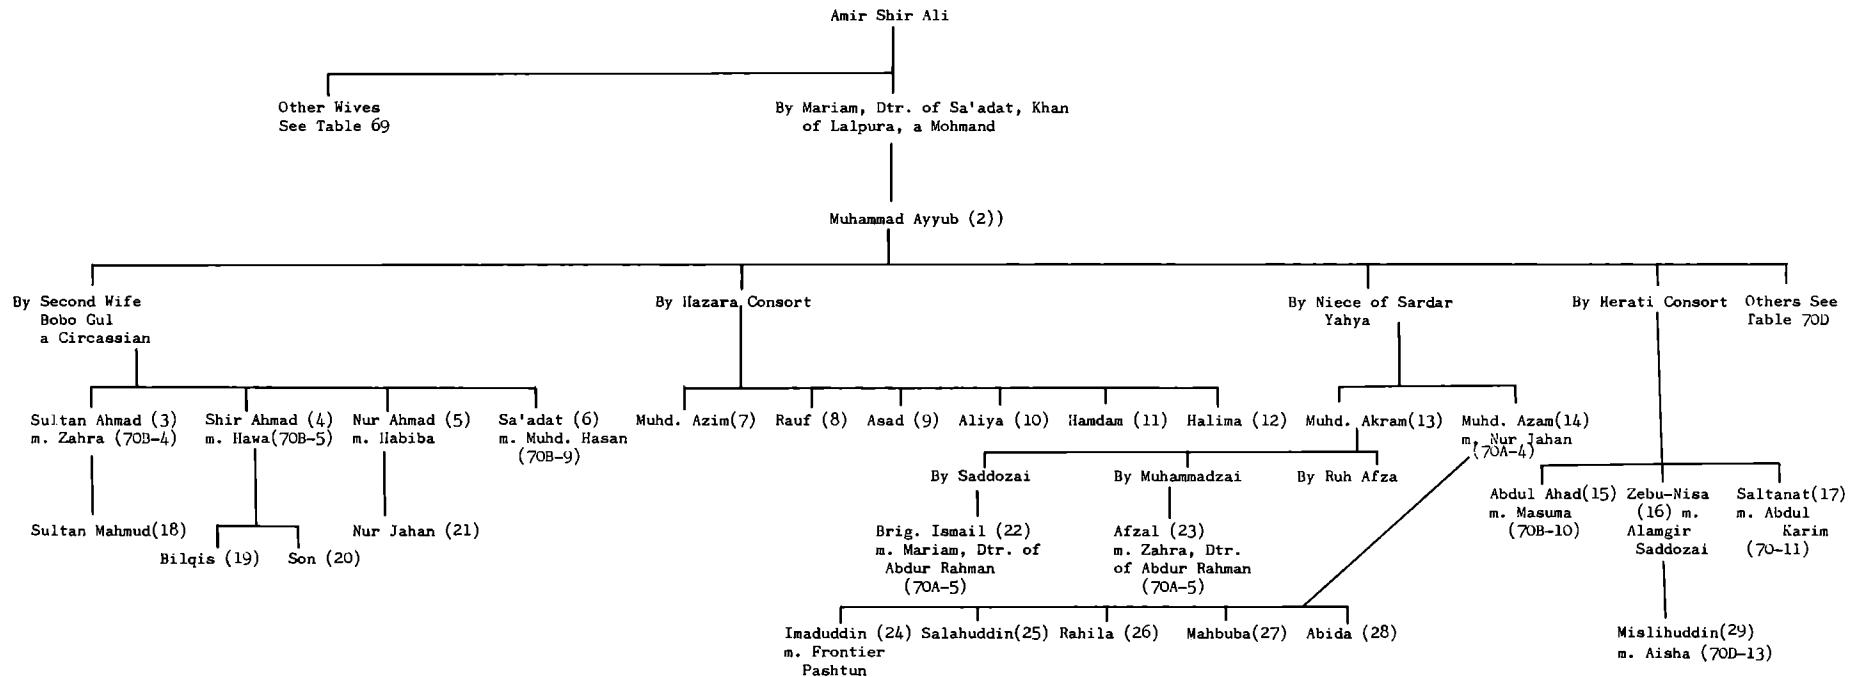 Amir Shir Ali
Other Wives
See Table 69
By Mariam, Dtr. of Sa'adat, Khan
of Lalpura, a Mohmand
Muhammad Ayyub (2))
By Second Wife
Bobo Gul
a Circassian
By Hazara Consort
By Niece of Sardar
Yahya
By Herati Consort
Others See
Table 70D
Sultan Ahmad (3)
m. Zahra (70B-4)
Shir Ahmad (4)
m. Hawa(70B-5)
Nur Ahmad (5)
m. Habiba
Sa'adat (6)
m. Muhd. Hasan
(70B-9)
Muhd. Azim(7)
Rauf (8)
Asad (9)
Aliya (10)
Hamdam (11)
Halima (12)
Muhd. Akram(13)
Muhd. Azam(14)
m. Nur Jahan
(70A-4)
By Saddozai
By Muhammadzai
By Ruh Afza
Abdul Ahad(15)
m. Masuma
(70B-10)
Zebu-Nisa
(16) m.
Alamgir
Saddozai
Saltanat(17)
m. Abdul
Karim
(70-11)
Sultan Mahmud(18)
Bilqis (19)
Son (20)
Nur Jahan (21)
Brig. Ismail (22)
m. Mariam, Dtr. of
Abdur Rahman
(70A-5)
Afzal (23)
m. Zahra, Dtr.
of Abdur Rahman
(70A-5)
Imaduddin (24)
m. Frontier
Pashtun
Salahuddin(25)
Rahila (26)
Mahbuba(27)
Abida (28)
Mislihuddin(29)
m. Aisha (70D-13)